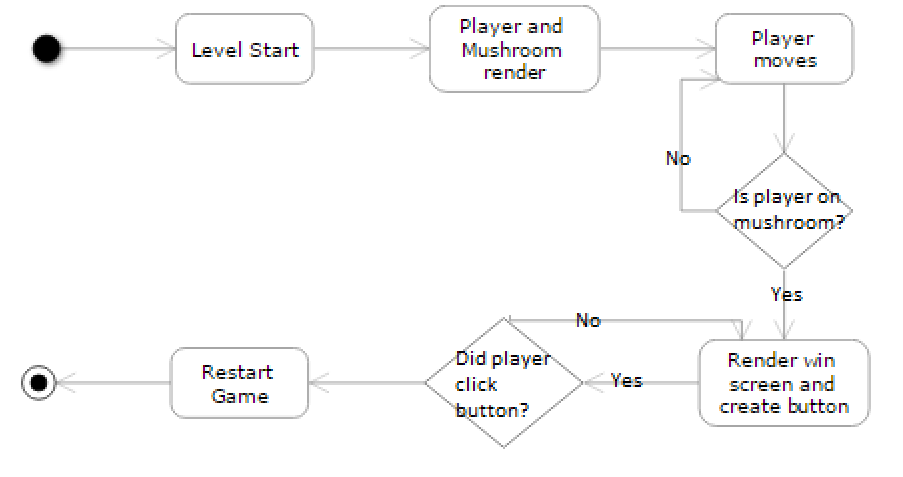 Level Start
Player and
Mushroom
render
Player
moves
No
Is player on
mushroom?
Yes
Render win
screen and
create button
No
Yes
Did player
click
button?
Restart
Game